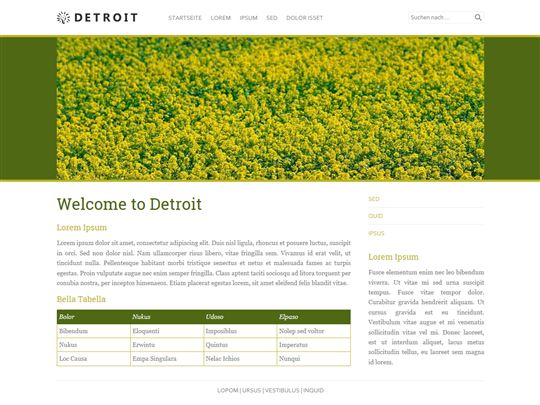 DETROIT
STARTSEITE LOREM IPSUM SED DOLOR ISSET
Suchen nach ...
Welcome to Detroit
Lorem Ipsum
Lorem ipsum dolor sit amet, consectetur adipiscing elit. Duis nisl ligula, rhoncus et posuere in, suscipit
in orci. Sed non dolor nisl. Nam ullamcorper risus libero, vitae fringilla sem. Vivamus id erat velit, ut
tincidunt nulla. Pellentesque habitant morbi tristique senectus et netus et malesuada fames ac turpis
egestas. Proin vulputate augue nec enim semper fringilla. Class aptent taciti sociosqu ad litora torquent per
conubia nostra, per inceptos himenaeos. Etiam placerat egestas lorem, sit amet eleifend felis blandit vitae.
Bella Tabella
Bolor Nukus Udoso Elpaso
Bibendum Eloquenti Imposiblus Nolep sed voltor
Nukus Erwintu Quintus Imperatus
Loc Causa Empa Singulara Nelac Ichios Nunqui
SED
QUID
IPSUS
Lorem Ipsum
Fusce elementum enim nec leo bibendum
viverra. Ut vitae mi sed urna suscipit
tempus. Fusce vitae tempor dolor.
Curabitur gravida hendrerit aliquam. Ut
cursus gravida est eu tincidunt.
Vestibulum vitae augue et mi venenatis
sollicitudin vitae vel mi. Donec laoreet,
est ut interdum aliquet, lacus metus
sollicitudin tellus, eu laoreet sem magna
id lorem.
LOPOM | URSUS | VESTIBULUS | INQUID